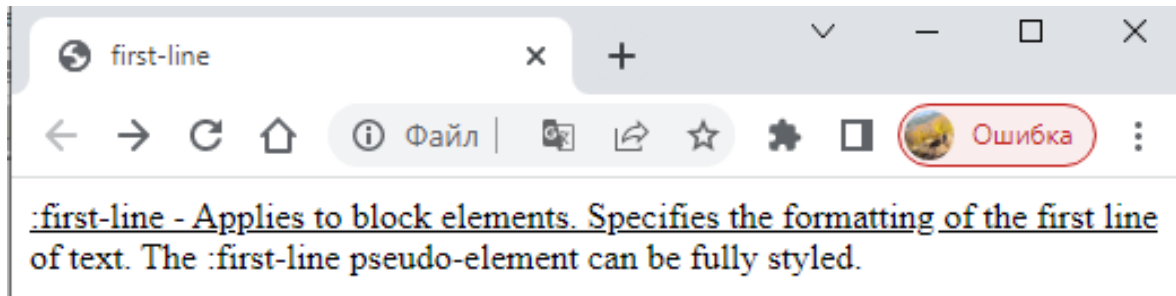 first-line
Файл
Ошибка
:first-line - Applies to block elements. Specifies the formatting of the first line
of text. The :first-line pseudo-element can be fully styled.